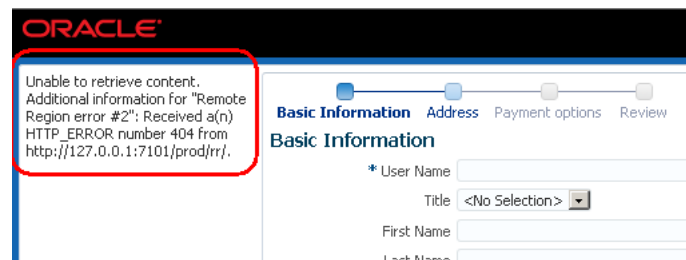 ORACLE
Unable to retrieve content.
Additional information for "Remote
Region error #2": Received a(n)
HTTP_ERROR number 404 from
http://127.0.0.1:7101/prod/rr/.
Basic Information Address Payment options Review
Basic Information
* User Name
Title <No Selection>
First Name
Last Name